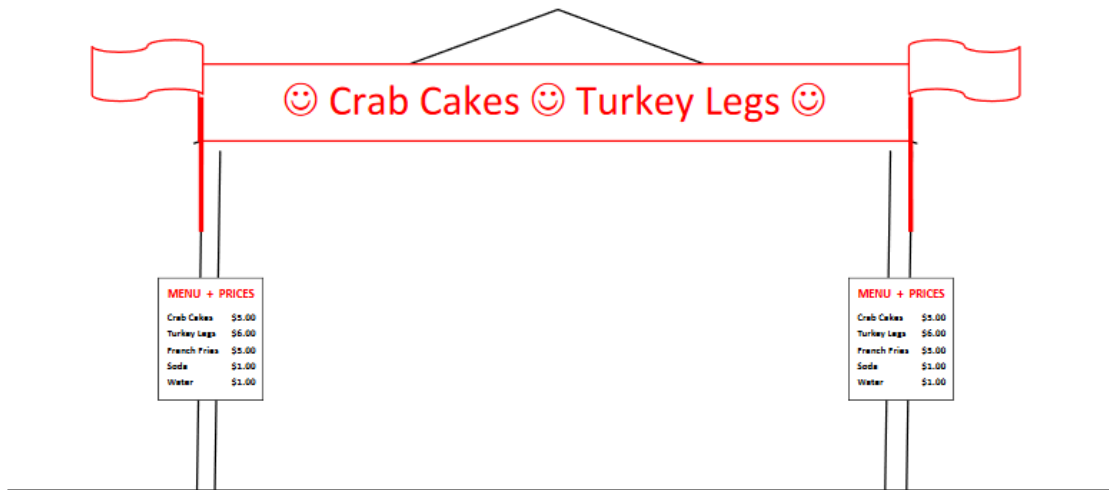 ☺ Crab Cakes ☺ Turkey Legs ☺
MENU + PRICES
Crab Cakes $5.00
Turkey Legs $6.00
French Fries $5.00
Soda $1.00
Water $1.00
MENU + PRICES
Crab Cakes $5.00
Turkey Legs $6.00
French Fries $5.00
Soda $1.00
Water $1.00